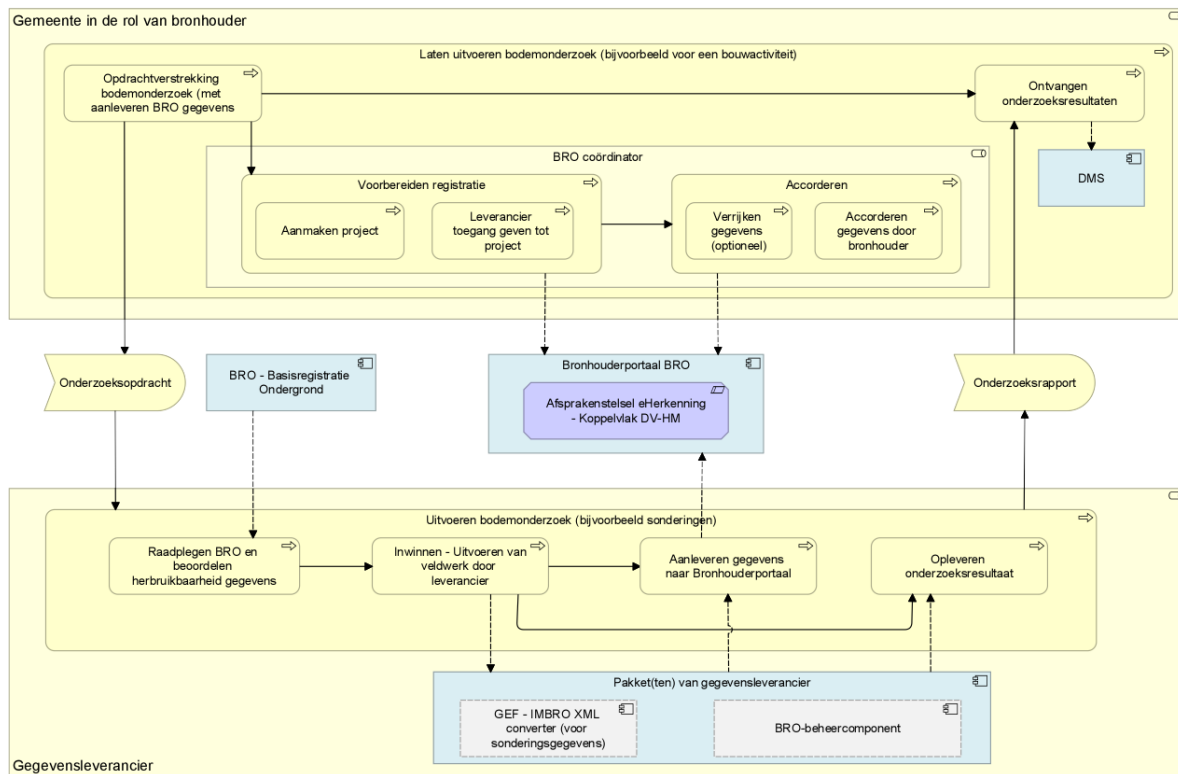 Gemeente in de rol van bronhouder
Laten uitvoeren bodemonderzoek (bijvoorbeeld voor een bouwactiviteit)
Opdrachtverstrekking
bodemonderzoek (met
aanleveren BRO gegevens
Ontvangen
onderzoeksresultaten
BRO coördinator
DMS
Voorbereiden registratie
Accorderen
Aanmaken project
Leverancier
toegang geven tot
project
Verrijken
gegevens
(optioneel)
Accorderen
gegevens door
bronhouder
Onderzoeksopdracht
BRO - Basisregistratie
Ondergrond
Bronhouderportaal BRO
Afsprakenstelsel eHerkenning
- Koppelvlak DV-HM
Onderzoeksrapport
Uitvoeren bodemonderzoek (bijvoorbeeld sonderingen)
Raadplegen BRO en
beoordelen
herbruikbaarheid gegevens
Inwinnen - Uitvoeren van
veldwerk door
leverancier
Aanleveren gegevens
naar Bronhouderportaal
Opleveren
onderzoeksresultaat
Pakket(ten) van gegevensleverancier
GEF - IMBRO XML
converter (voor
sonderingsgegevens)
BRO-beheercomponent
Gegevensleverancier